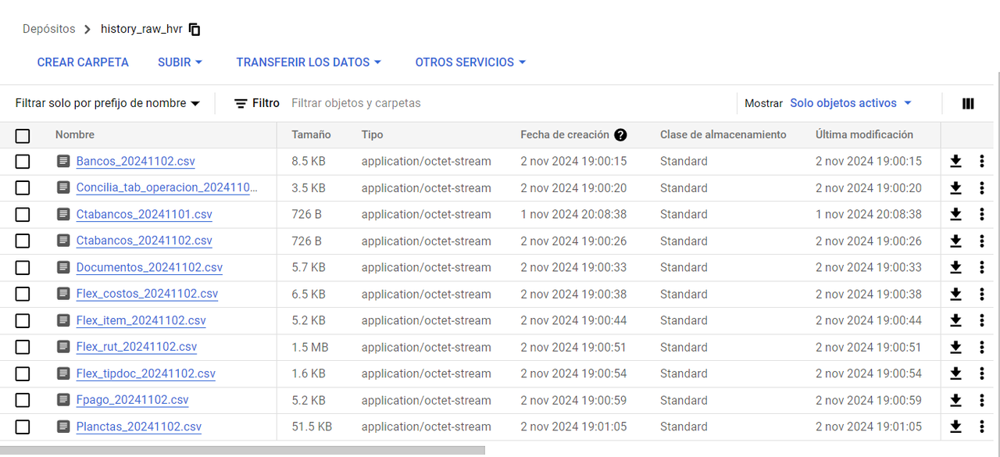 Depósitos history_raw_hvr
CREAR CARPETA SUBIR TRANSFERIR LOS DATOS OTROS SERVICIOS
Filtrar solo por prefijo de nombre Filtro Filtrar objetos y carpetas Mostrar Solo objetos activos
Nombre Tamaño Tipo Fecha de creación ? Clase de almacenamiento Última modificación
Bancos_20241102.csv 8.5 KB application/octet-stream 2 nov 2024 19:00:15 Standard 2 nov 2024 19:00:15
Concilia_tab_operacion_2024110… 3.5 KB application/octet-stream 2 nov 2024 19:00:20 Standard 2 nov 2024 19:00:20
Ctabancos_20241101.csv 726 B application/octet-stream 1 nov 2024 20:08:38 Standard 1 nov 2024 20:08:38
Ctabancos_20241102.csv 726 B application/octet-stream 2 nov 2024 19:00:26 Standard 2 nov 2024 19:00:26
Documentos_20241102.csv 5.7 KB application/octet-stream 2 nov 2024 19:00:33 Standard 2 nov 2024 19:00:33
Flex_costos_20241102.csv 6.5 KB application/octet-stream 2 nov 2024 19:00:38 Standard 2 nov 2024 19:00:38
Flex_item_20241102.csv 5.2 KB application/octet-stream 2 nov 2024 19:00:44 Standard 2 nov 2024 19:00:44
Flex_rut_20241102.csv 1.5 MB application/octet-stream 2 nov 2024 19:00:51 Standard 2 nov 2024 19:00:51
Flex_tipdoc_20241102.csv 1.6 KB application/octet-stream 2 nov 2024 19:00:54 Standard 2 nov 2024 19:00:54
Fpago_20241102.csv 5.2 KB application/octet-stream 2 nov 2024 19:00:59 Standard 2 nov 2024 19:00:59
Planctas_20241102.csv 51.5 KB application/octet-stream 2 nov 2024 19:01:05 Standard 2 nov 2024 19:01:05